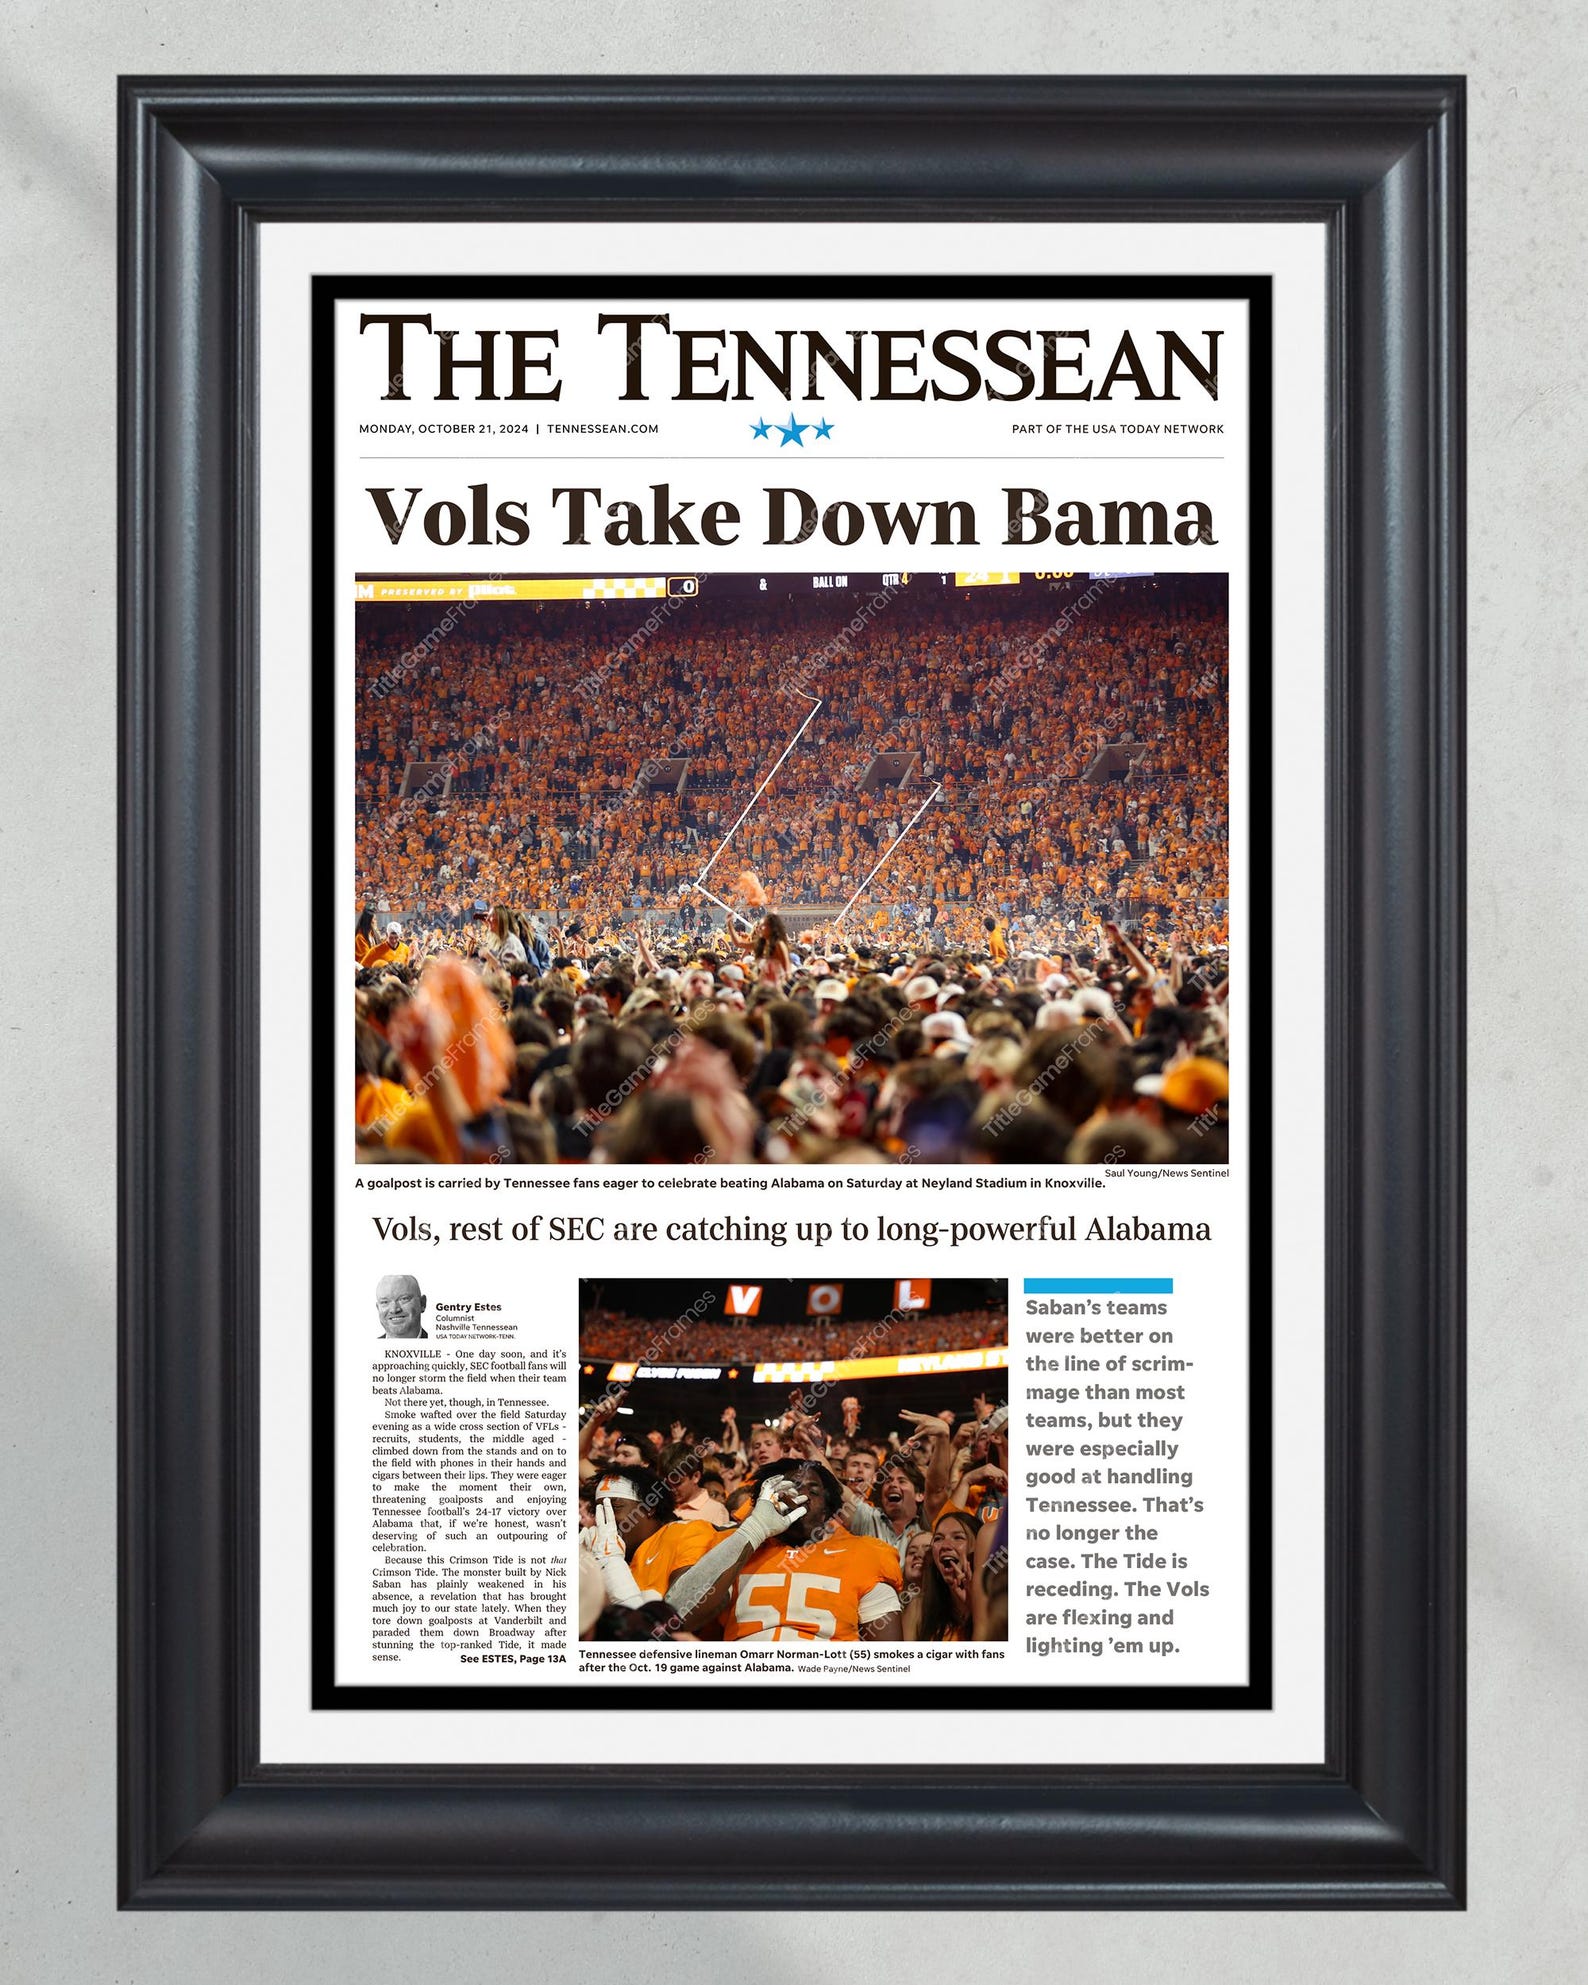 THE TENNESSEAN
MONDAY, OCTOBER 21, 2024 | TENNESSEAN.COM
PART OF THE USA TODAY NETWORK
Vols Take Down Bama
M PRESERVED BY pilot. 0 & BALL ON QTR 4 1 24 1 0:00
TitleGameFrames
Saul Young/News Sentinel
A goalpost is carried by Tennessee fans eager to celebrate beating Alabama on Saturday at Neyland Stadium in Knoxville.
Vols, rest of SEC are catching up to long-powerful Alabama
Gentry Estes
Columnist
Nashville Tennessean
USA TODAY NETWORK-TENN.
KNOXVILLE - One day soon, and it's
approaching quickly, SEC football fans will
no longer storm the field when their team
beats Alabama.
Not there yet, though, in Tennessee.
Smoke wafted over the field Saturday
evening as a wide cross section of VFLs -
recruits, students, the middle aged -
climbed down from the stands and on to
the field with phones in their hands and
cigars between their lips. They were eager
to make the moment their own,
threatening goalposts and enjoying
Tennessee football's 24-17 victory over
Alabama that, if we're honest, wasn't
deserving of such an outpouring of
celebration.
Because this Crimson Tide is not that
Crimson Tide. The monster built by Nick
Saban has plainly weakened in his
absence, a revelation that has brought
much joy to our state lately. When they
tore down goalposts at Vanderbilt and
paraded them down Broadway after
stunning the top-ranked Tide, it made
sense.
See ESTES, Page 13A
V O L
NEYLAND ST
T
55
Tennessee defensive lineman Omarr Norman-Lott (55) smokes a cigar with fans
after the Oct. 19 game against Alabama. Wade Payne/News Sentinel
Saban's teams
were better on
the line of scrim-
mage than most
teams, but they
were especially
good at handling
Tennessee. That's
no longer the
case. The Tide is
receding. The Vols
are flexing and
lighting 'em up.